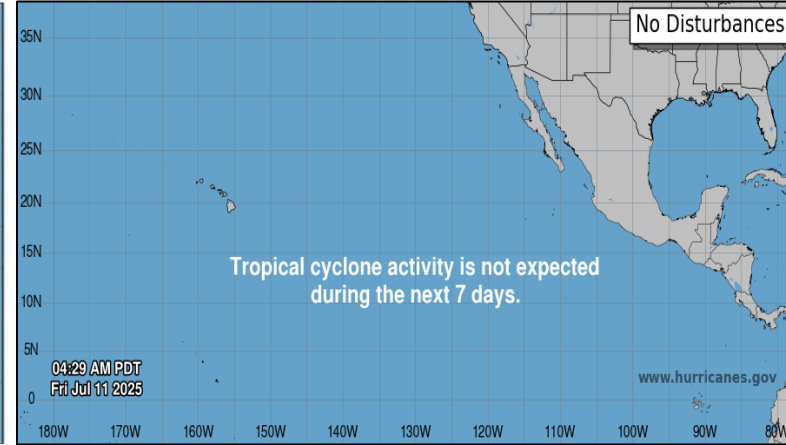 No Disturbances
35N
30N
25N
20N
15N
Tropical cyclone activity is not expected
during the next 7 days.
10N
5N
04:29 AM PDT
Fri Jul 11 2025
www.hurricanes.gov
0
180W 170W 160W 150W 140W 130W 120W 110W 100W 90W 80W